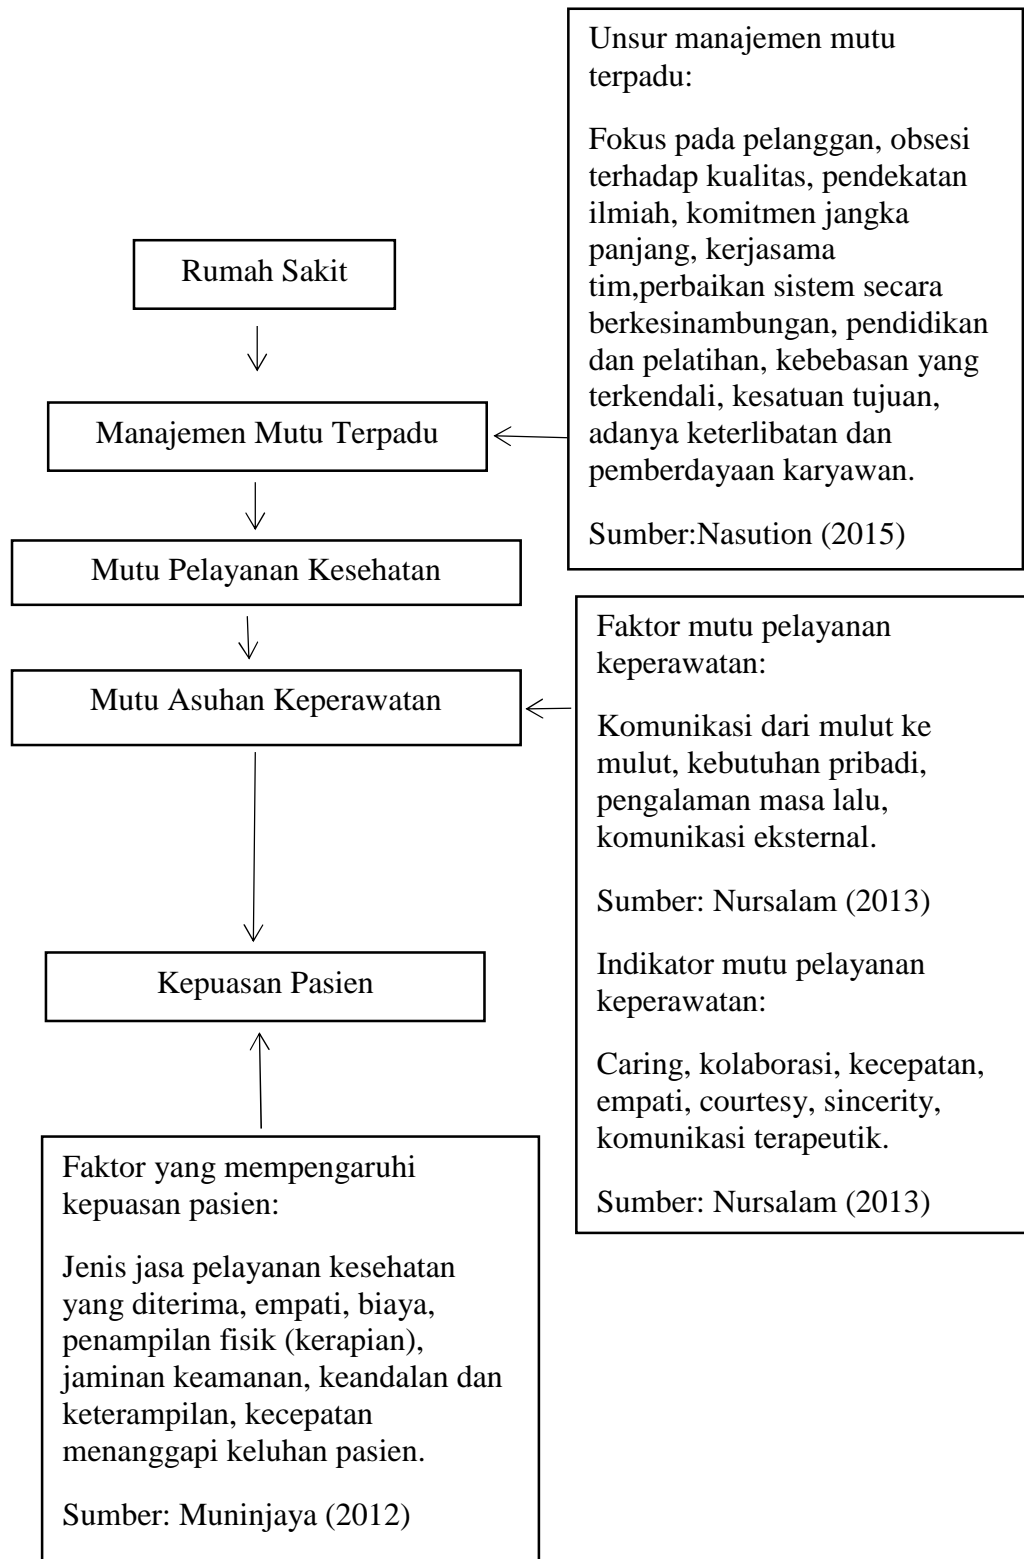 Unsur manajemen mutu
terpadu:
Fokus pada pelanggan, obsesi
terhadap kualitas, pendekatan
ilmiah, komitmen jangka
panjang, kerjasama
tim,perbaikan sistem secara
berkesinambungan, pendidikan
dan pelatihan, kebebasan yang
terkendali, kesatuan tujuan,
adanya keterlibatan dan
pemberdayaan karyawan.
Sumber:Nasution (2015)
Rumah Sakit
Manajemen Mutu Terpadu
Mutu Pelayanan Kesehatan
Mutu Asuhan Keperawatan
Faktor mutu pelayanan
keperawatan:
Komunikasi dari mulut ke
mulut, kebutuhan pribadi,
pengalaman masa lalu,
komunikasi eksternal.
Sumber: Nursalam (2013)
Indikator mutu pelayanan
keperawatan:
Caring, kolaborasi, kecepatan,
empati, courtesy, sincerity,
komunikasi terapeutik.
Sumber: Nursalam (2013)
Kepuasan Pasien
Faktor yang mempengaruhi
kepuasan pasien:
Jenis jasa pelayanan kesehatan
yang diterima, empati, biaya,
penampilan fisik (kerapian),
jaminan keamanan, keandalan dan
keterampilan, kecepatan
menanggapi keluhan pasien.
Sumber: Muninjaya (2012)